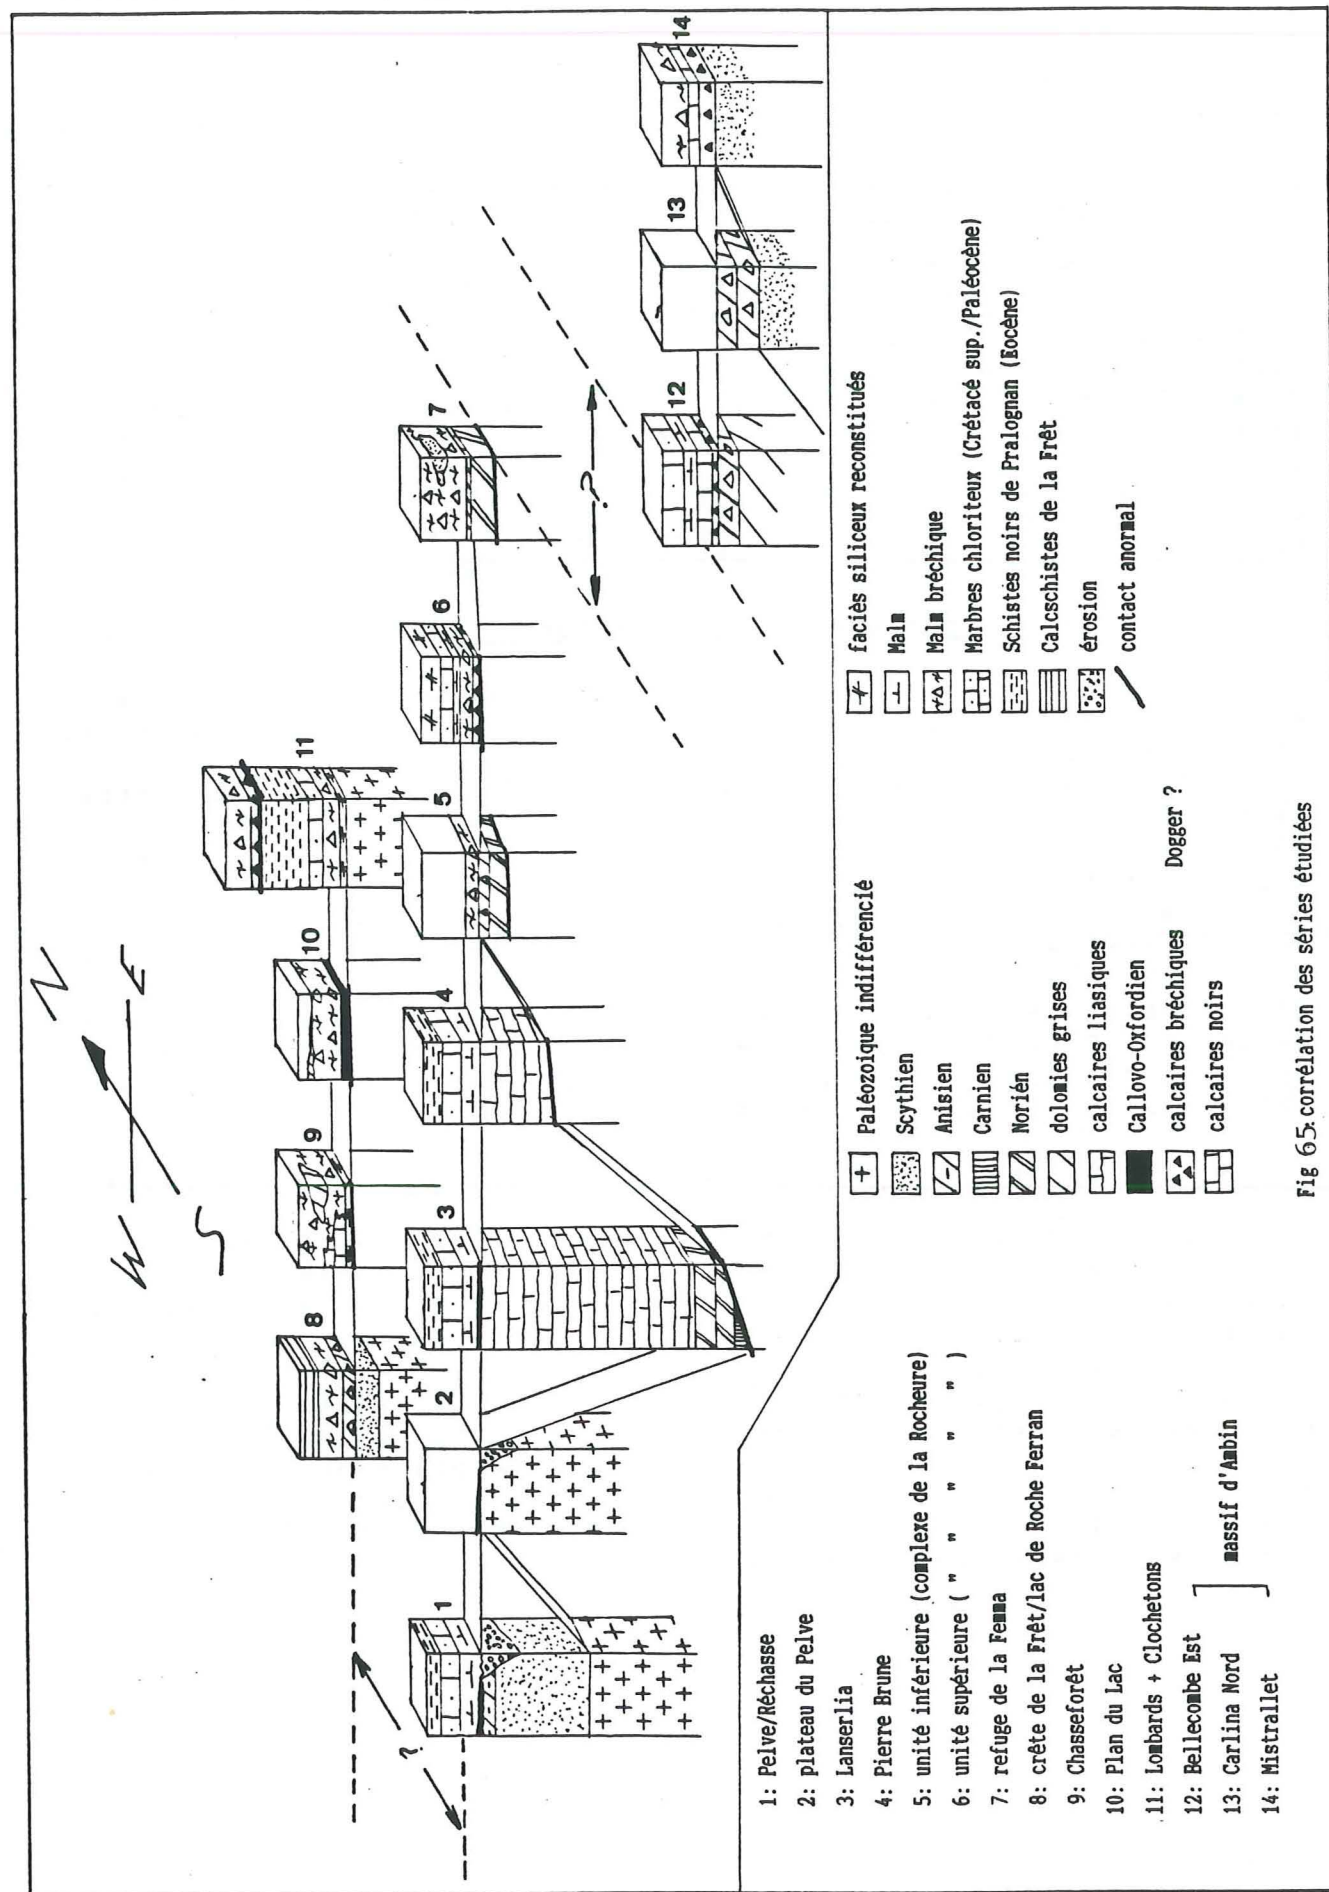 N
W
E
S
?
1
2
3
4
5
6
7
8
9
10
11
12
13
14
?
1: Pelve/Réchasse
2: plateau du Pelve
3: Lanserlia
4: Pierre Brune
5: unité inférieure (complexe de la Rocheure)
6: unité supérieure ( " " " " " )
7: refuge de la Femma
8: crête de la Frêt/lac de Roche Ferran
9: Chasseforêt
10: Plan du Lac
11: Lombards + Clochetons
12: Bellecombe Est
13: Carlina Nord
14: Mistrallet
massif d'Ambin
Paléozoique indifférencié
Scythien
Anisien
Carnien
Norién
dolomies grises
calcaires liasiques
Callovo-Oxfordien
calcaires bréchiques Dogger ?
calcaires noirs
faciès siliceux reconstitués
Malm
Malm bréchique
Marbres chloriteux (Crétacé sup./Paléocène)
Schistes noirs de Pralognan (Eocène)
Calcschistes de la Frêt
érosion
contact anormal
Fig 65: corrélation des séries étudiées